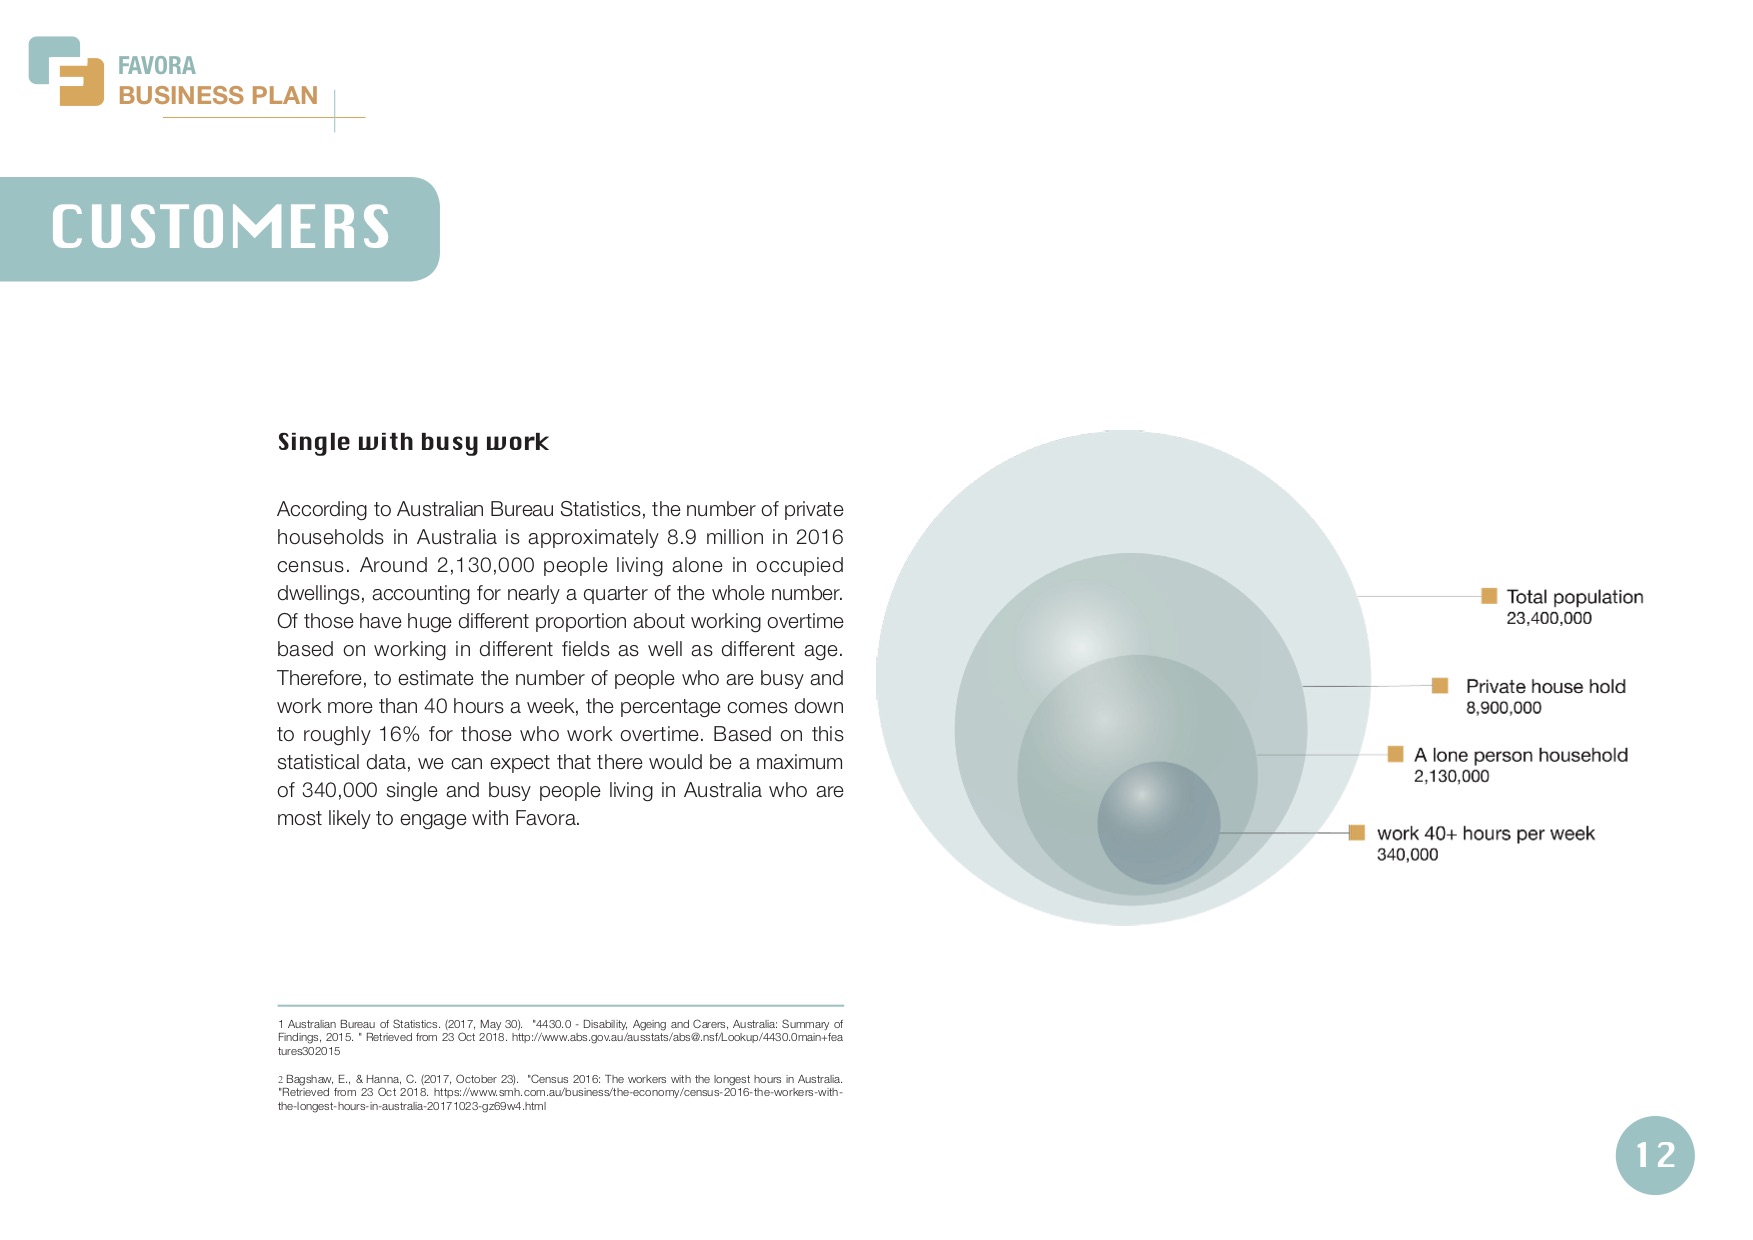 FAVORA
BUSINESS PLAN
CUSTOMERS
Single with busy work
According to Australian Bureau Statistics, the number of private
households in Australia is approximately 8.9 million in 2016
census. Around 2,130,000 people living alone in occupied
dwellings, accounting for nearly a quarter of the whole number.
Of those have huge different proportion about working overtime
based on working in different fields as well as different age.
Therefore, to estimate the number of people who are busy and
work more than 40 hours a week, the percentage comes down
to roughly 16% for those who work overtime. Based on this
statistical data, we can expect that there would be a maximum
of 340,000 single and busy people living in Australia who are
most likely to engage with Favora.
Total population
23,400,000
Private house hold
8,900,000
A lone person household
2,130,000
work 40+ hours per week
340,000
1 Australian Bureau of Statistics. (2017, May 30). "4430.0 - Disability, Ageing and Carers, Australia: Summary of
Findings, 2015. " Retrieved from 23 Oct 2018. http://www.abs.gov.au/ausstats/abs@.nsf/Lookup/4430.0main+fea
tures302015
2 Bagshaw, E., & Hanna, C. (2017, October 23). "Census 2016: The workers with the longest hours in Australia.
"Retrieved from 23 Oct 2018. https://www.smh.com.au/business/the-economy/census-2016-the-workers-with-
the-longest-hours-in-australia-20171023-gz69w4.html
12